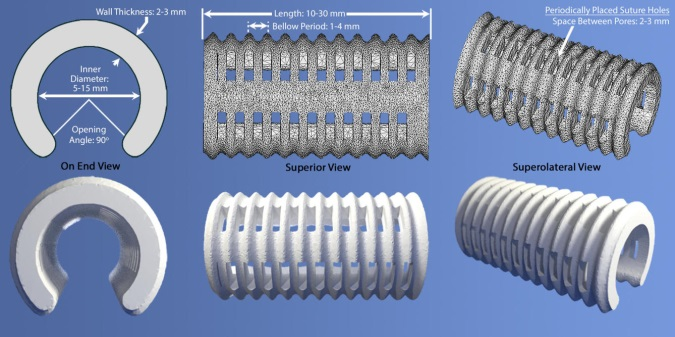 Wall Thickness: 2-3 mm
Inner
Diameter:
5-15 mm
Opening
Angle: 90º
On End View
Length: 10-30 mm
Bellow Period: 1-4 mm
Superior View
Periodically Placed Suture Holes
Space Between Pores: 2-3 mm
Superolateral View